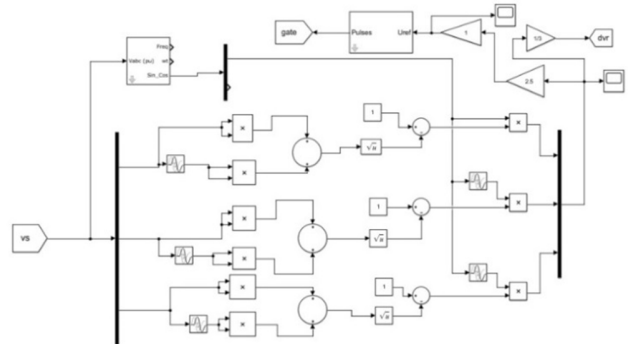 gate
Pulses
Uref
1
1/3
dvr
Freq
Vabc (pu)
wt
Sin_Cos
2.5
1
×
×
×
√u
+
-
×
×
1
vs
×
√u
×
×
1
×
×
√u